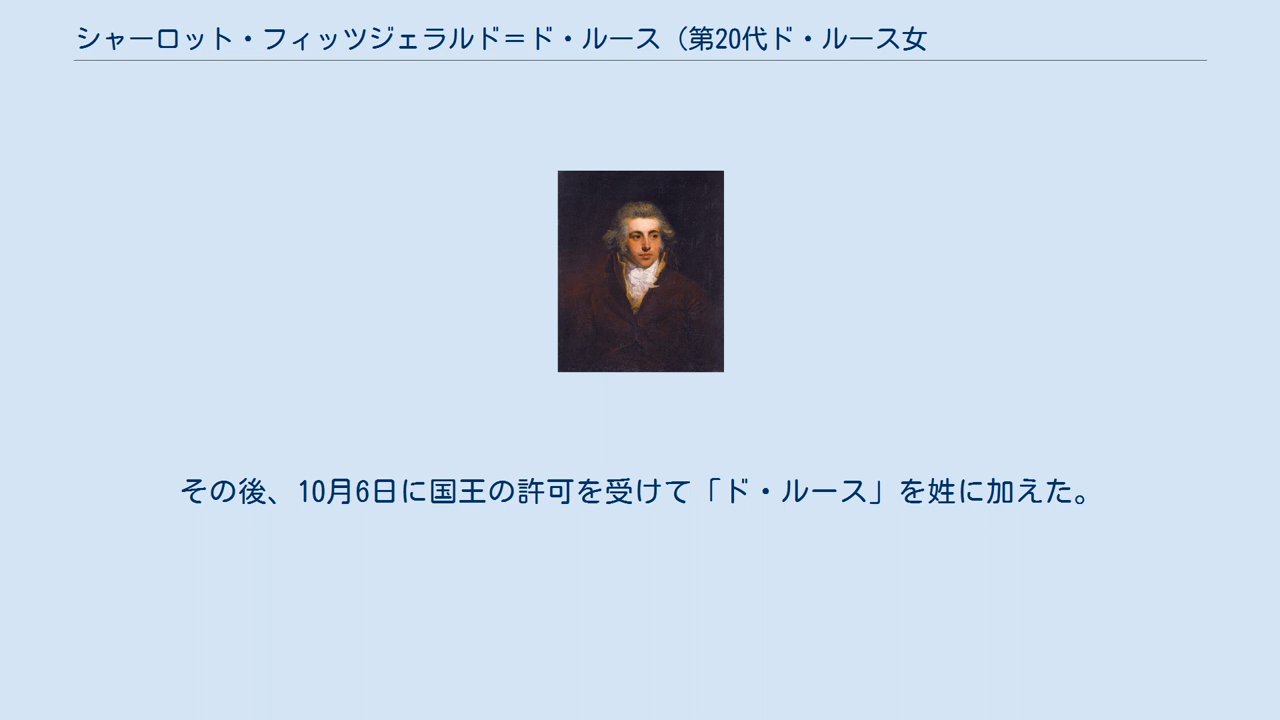 シャーロット・フィッツジェラルド＝ド・ルース（第20代ド・ルース女
その後、10月6日に国王の許可を受けて「ド・ルース」を姓に加えた。